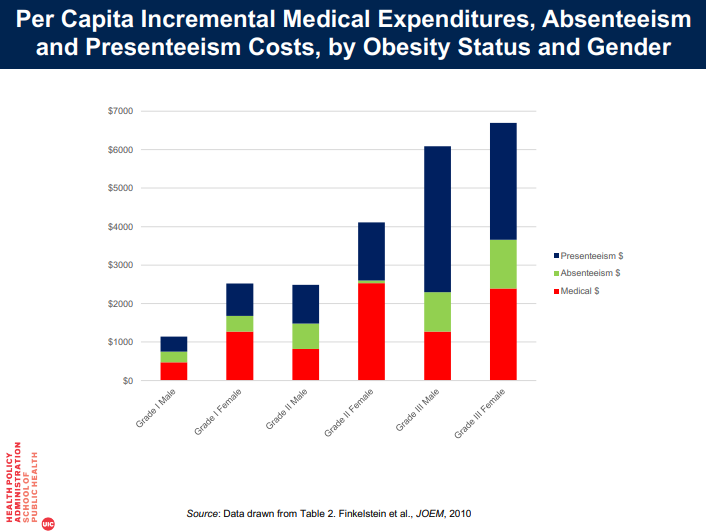 Per Capita Incremental Medical Expenditures, Absenteeism
and Presenteeism Costs, by Obesity Status and Gender
$7000
$6000
$5000
$4000
$3000
$2000
$1000
$0
Grade I Male
Grade I Female
Grade II Male
Grade II Female
Grade III Male
Grade III Female
Presenteeism $
Absenteeism $
Medical $
HEALTH POLICY
ADMINISTRATION
SCHOOL OF
PUBLIC HEALTH
UIC
Source: Data drawn from Table 2. Finkelstein et al., JOEM, 2010